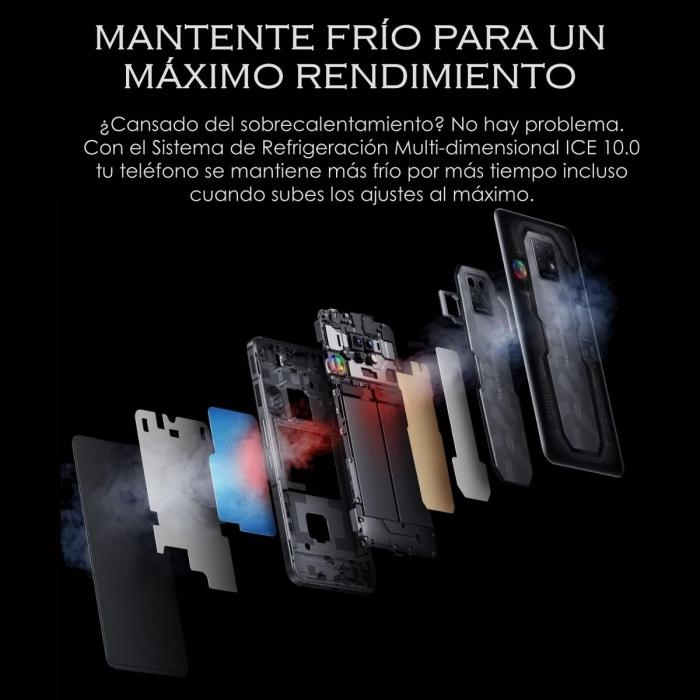 MANTENTE FRÍO PARA UN
MÁXIMO RENDIMIENTO
¿Cansado del sobrecalentamiento? No hay problema.
Con el Sistema de Refrigeración Multi-dimensional ICE 10.0
tu teléfono se mantiene más frío por más tiempo incluso
cuando subes los ajustes al máximo.